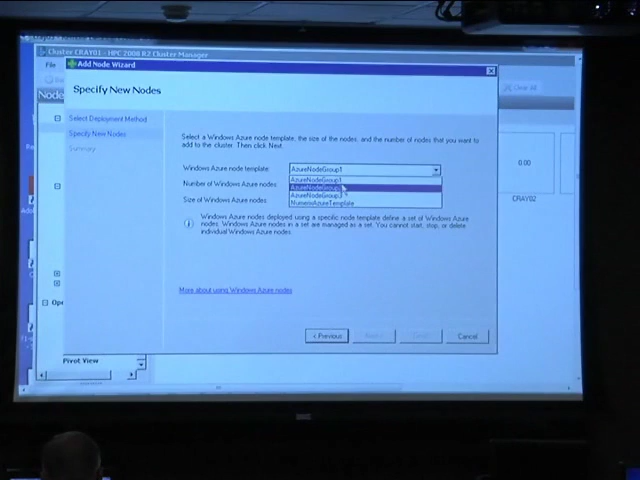 Cluster CRAY01 - HPC 2008 R2 Cluster Manager
File
Add Node Wizard
Specify New Nodes
Clear All
Node
Select Deployment Method
Specify New Nodes
Summary
Select a Windows Azure node template, the size of the nodes, and the number of nodes that you want to
add to the cluster. Then click Next.
Windows Azure node template:
AzureNodeGroup1
Number of Windows Azure nodes
AzureNodeGroup1
AzureNodeGroup
AzureNodeGroup
Size of Windows Azure nodes:
Windows Azure nodes deployed using a specific node template define a set of Windows Azure
nodes. Windows Azure nodes in a set are managed as a set. You cannot start, stop, or delete
individual Windows Azure nodes.
More about using Windows Azure nodes
0.00
CRAY02
< Previous
Cancel
Pivot View